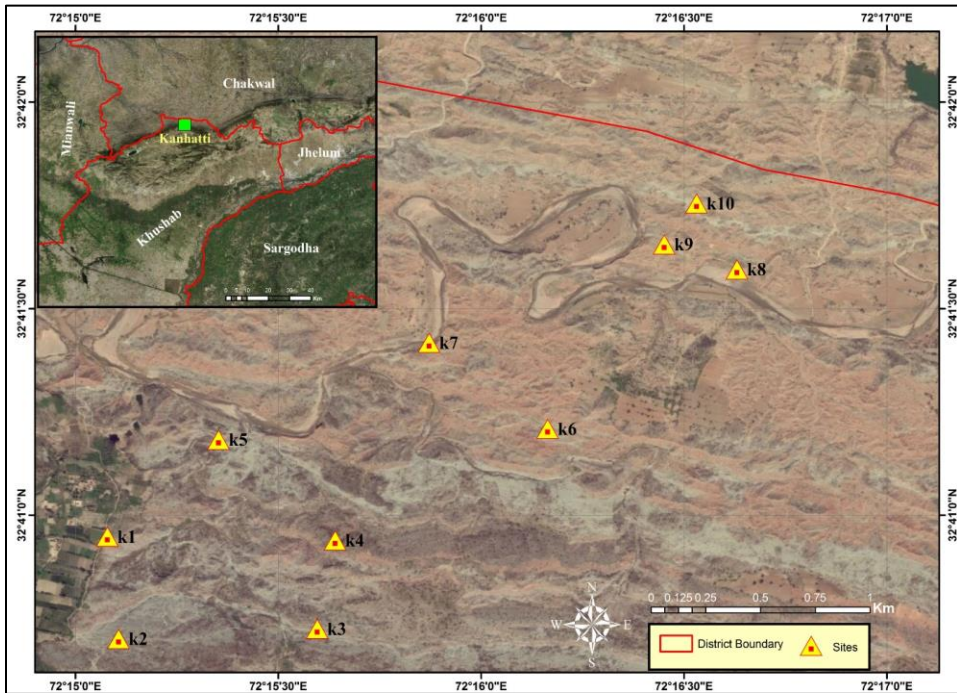 72°15'0"E 72°15'30"E 72°16'0"E 72°16'30"E 72°17'0"E
Chakwal
Mianwali
Kanhatti
Jhelum
Khushab
Sargodha
32°42'0"N 32°42'0"N
k10
k9
k8
32°41'30"N 32°41'30"N
k7
k6
k5
32°41'0"N 32°41'0"N
k1
k4
k3
k2
N
W E
S
0 0.125 0.25 0.5 0.75 1
Km
District Boundary Sites
72°15'0"E 72°15'30"E 72°16'0"E 72°16'30"E 72°17'0"E